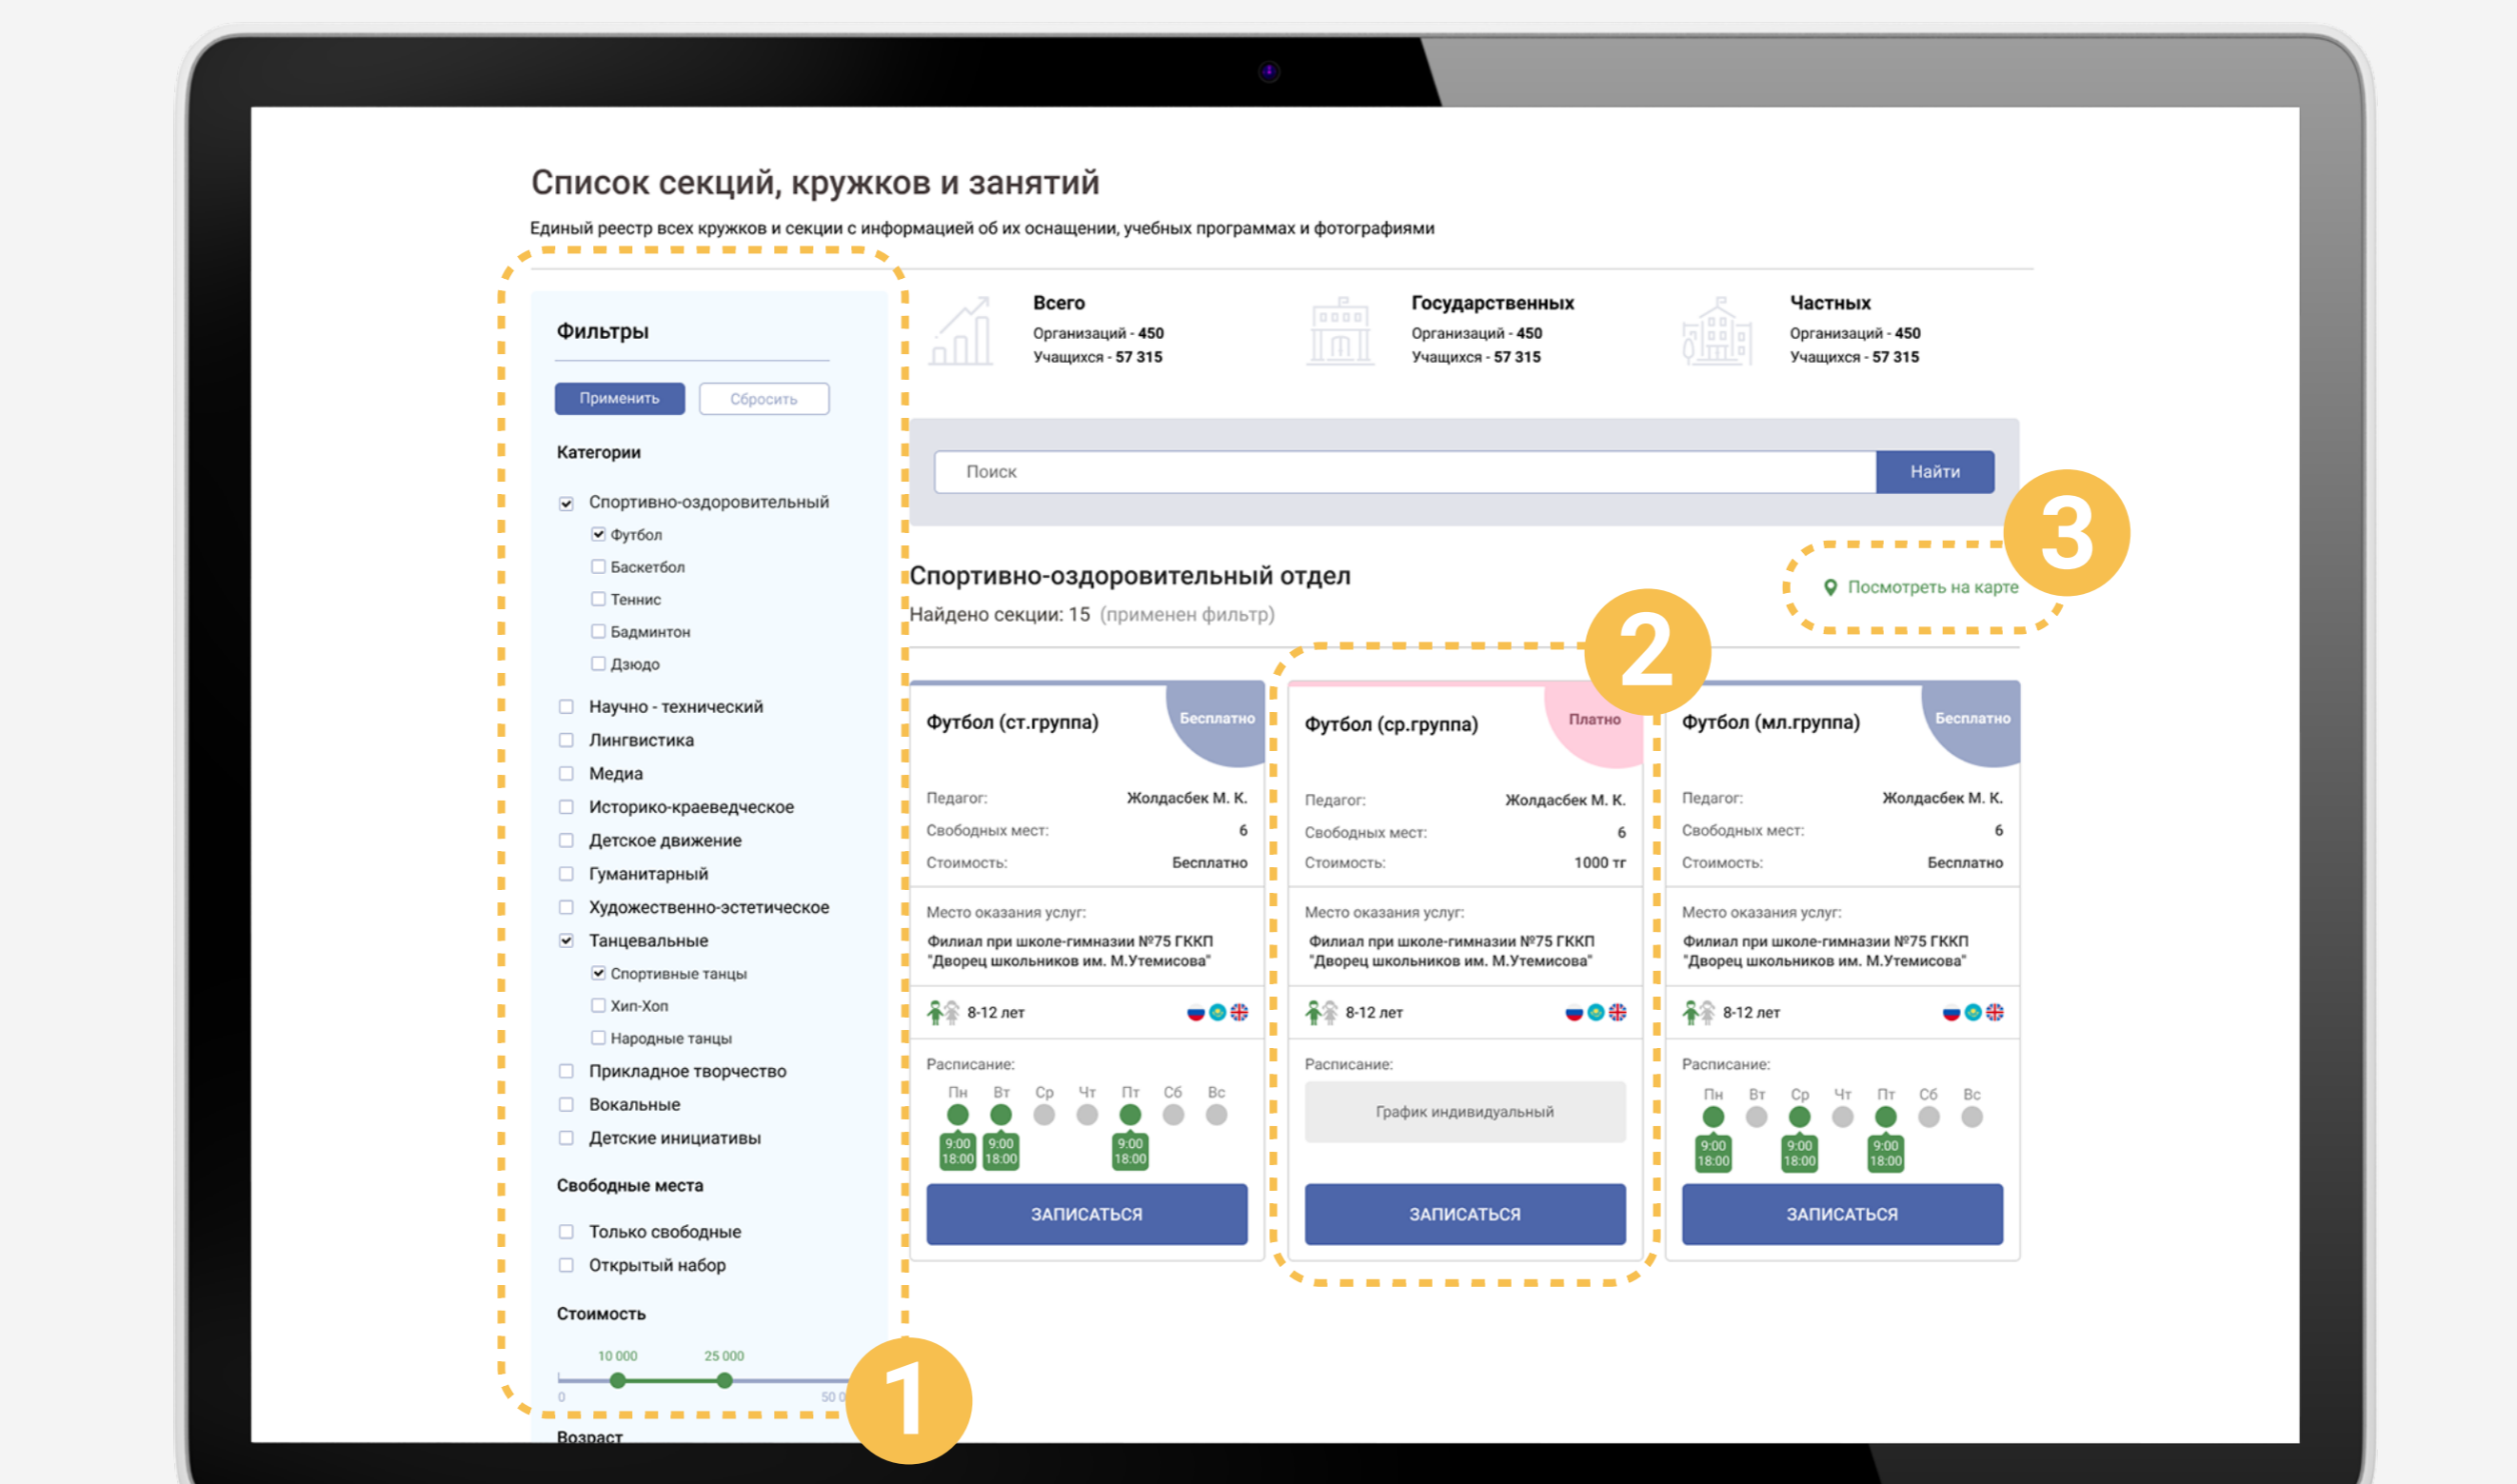 Список секций, кружков и занятий
Единый реестр всех кружков и секции с информацией об их оснащении, учебных программах и фотографиями
Фильтры
Применить
Сбросить
Категории
Спортивно-оздоровительный
Футбол
Баскетбол
Теннис
Бадминтон
Дзюдо
Научно - технический
Лингвистика
Медиа
Историко-краеведческое
Детское движение
Гуманитарный
Художественно-эстетическое
Танцевальные
Спортивные танцы
Хип-Хоп
Народные танцы
Прикладное творчество
Вокальные
Детские инициативы
Свободные места
Только свободные
Открытый набор
Стоимость
10 000 25 000
0 50 0
Возраст
1
Всего
Организаций - 450
Учащихся - 57 315
Государственных
Организаций - 450
Учащихся - 57 315
Частных
Организаций - 450
Учащихся - 57 315
Поиск
Найти
3
Спортивно-оздоровительный отдел
Посмотреть на карте
Найдено секции: 15 (применен фильтр)
2
Футбол (ст.группа)
Бесплатно
Педагог: Жолдасбек М. К.
Свободных мест: 6
Стоимость: Бесплатно
Место оказания услуг:
Филиал при школе-гимназии №75 ГККП
"Дворец школьников им. М.Утемисова"
8-12 лет
Расписание:
Пн Вт Ср Чт Пт Сб Вс
9:00 9:00 9:00
18:00 18:00 18:00
ЗАПИСАТЬСЯ
Футбол (ср.группа)
Платно
Педагог: Жолдасбек М. К.
Свободных мест: 6
Стоимость: 1000 тг
Место оказания услуг:
Филиал при школе-гимназии №75 ГККП
"Дворец школьников им. М.Утемисова"
8-12 лет
Расписание:
График индивидуальный
ЗАПИСАТЬСЯ
Футбол (мл.группа)
Бесплатно
Педагог: Жолдасбек М. К.
Свободных мест: 6
Стоимость: Бесплатно
Место оказания услуг:
Филиал при школе-гимназии №75 ГККП
"Дворец школьников им. М.Утемисова"
8-12 лет
Расписание:
Пн Вт Ср Чт Пт Сб Вс
9:00 9:00 9:00
18:00 18:00 18:00
ЗАПИСАТЬСЯ